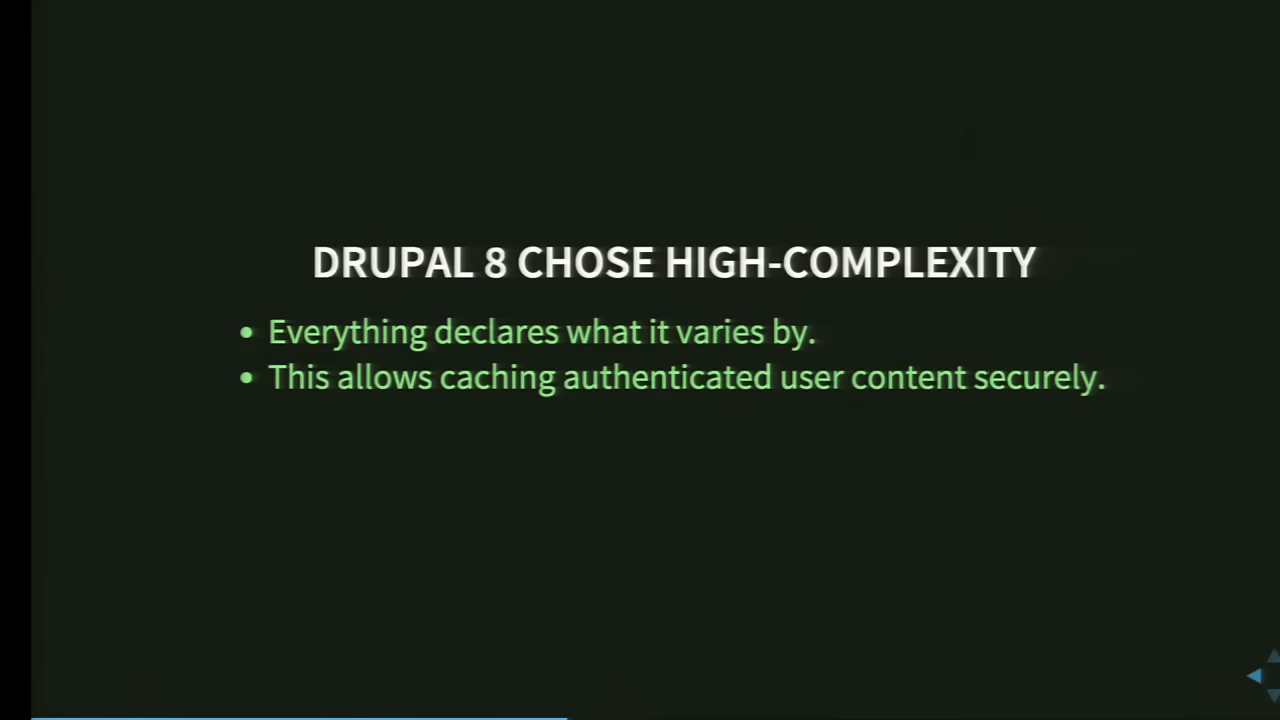 DRUPAL 8 CHOSE HIGH-COMPLEXITY
• Everything declares what it varies by.
• This allows caching authenticated user content securely.